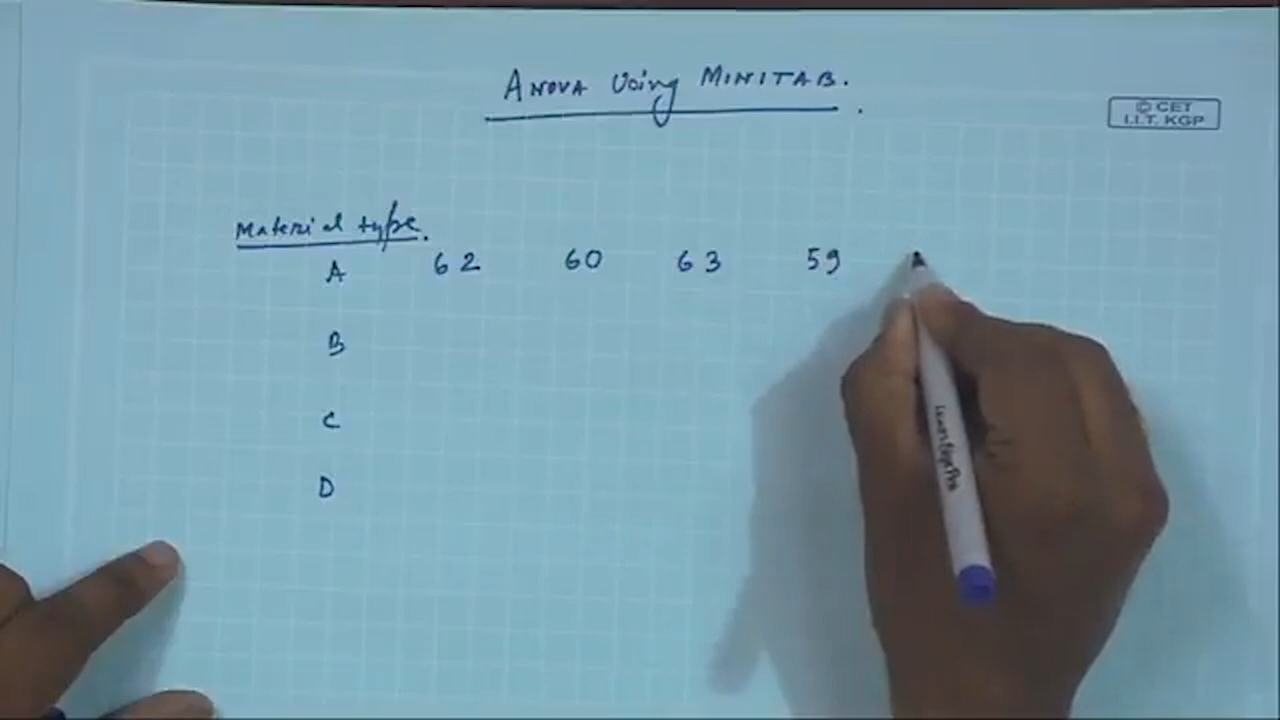 ANOVA Using MINITAB.
© CET
I.I.T. KGP
Material type.
A 62 60 63 59
B
C
D